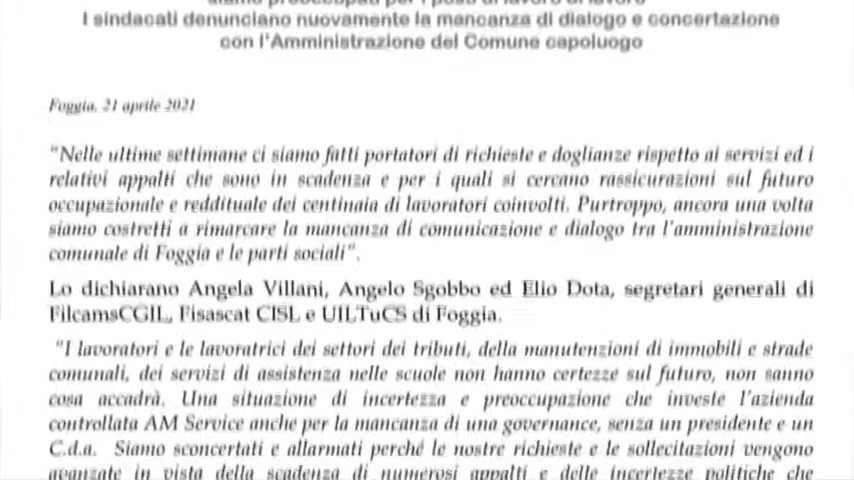 siamo preoccupati per i posti di lavoro di lavoro
I sindacati denunciano nuovamente la mancanza di dialogo e concertazione
con l'Amministrazione del Comune capoluogo
Foggia, 21 aprile 2021
"Nelle ultime settimane ci siamo fatti portatori di richieste e doglianze rispetto ai servizi ed i
relativi appalti che sono in scadenza e per i quali si cercano rassicurazioni sul futuro
occupazionale e reddituale dei centinaia di lavoratori coinvolti. Purtroppo, ancora una volta
siamo costretti a rimarcare la mancanza di comunicazione e dialogo tra l'amministrazione
comunale di Foggia e le parti sociali".
Lo dichiarano Angela Villani, Angelo Sgobbo ed Elio Dota, segretari generali di
FilcamsCGIL, Fisascat CISL e UILTuCS di Foggia.
"I lavoratori e le lavoratrici dei settori dei tributi, della manutenzioni di immobili e strade
comunali, dei servizi di assistenza nelle scuole non hanno certezze sul futuro, non sanno
cosa accadrà. Una situazione di incertezza e preoccupazione che investe l'azienda
controllata AM Service anche per la mancanza di una governance, senza un presidente e un
C.d.a. Siamo sconcertati e allarmati perché le nostre richieste e le sollecitazioni vengono
avanzate in vista della scadenza di numerosi appalti e delle incertezze politiche che